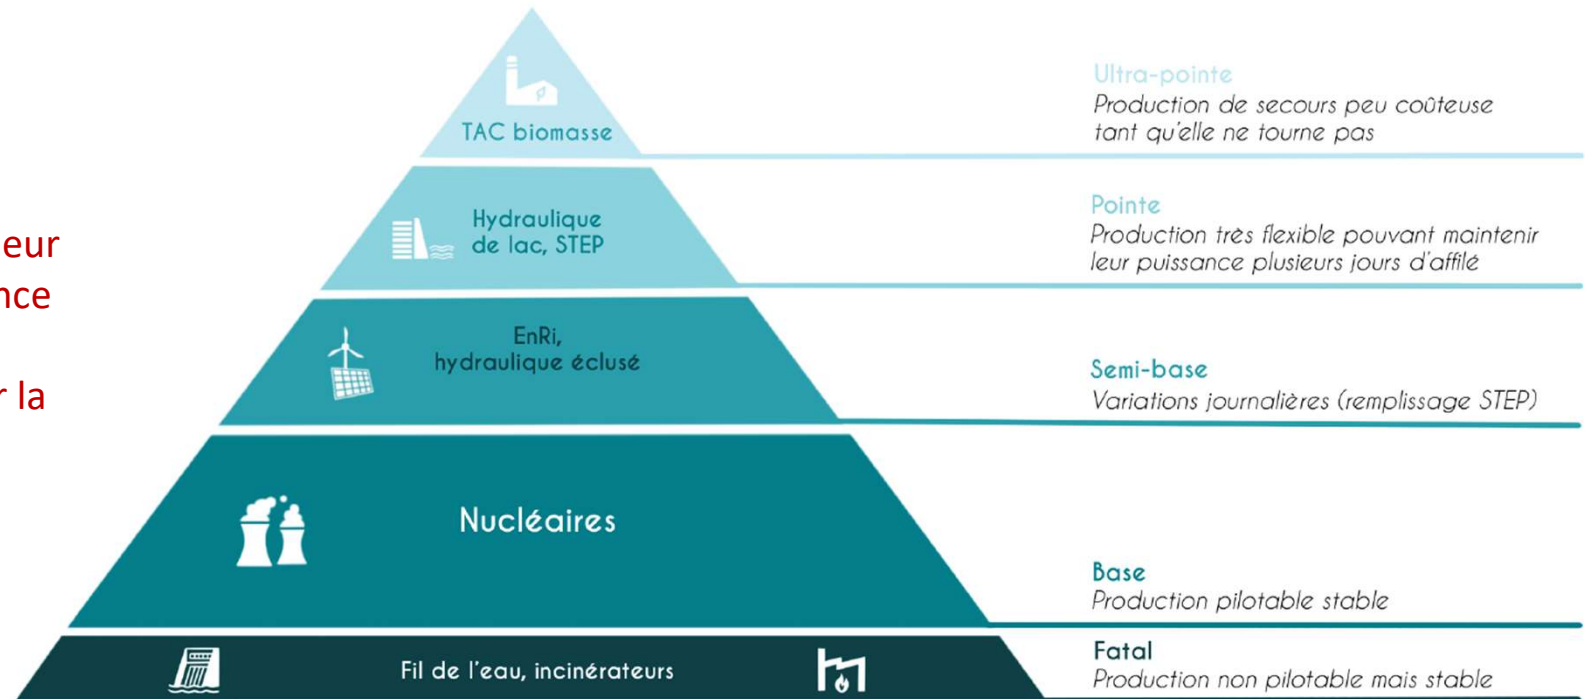 Ultra-pointe
Production de secours peu coûteuse
tant qu'elle ne tourne pas
TAC biomasse
Pointe
Production très flexible pouvant maintenir
leur puissance plusieurs jours d'affilé
Hydraulique
de lac, STEP
eur
nce
r la
EnRi,
hydraulique éclusé
Semi-base
Variations journalières (remplissage STEP)
Nucléaires
Base
Production pilotable stable
Fil de l'eau, incinérateurs
Fatal
Production non pilotable mais stable